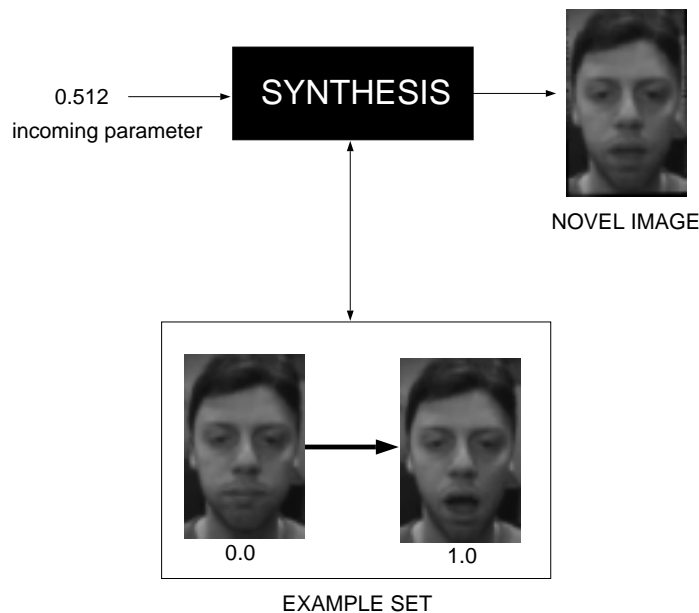 SYNTHESIS
0.512
incoming parameter
NOVEL IMAGE
0.0
1.0
EXAMPLE SET